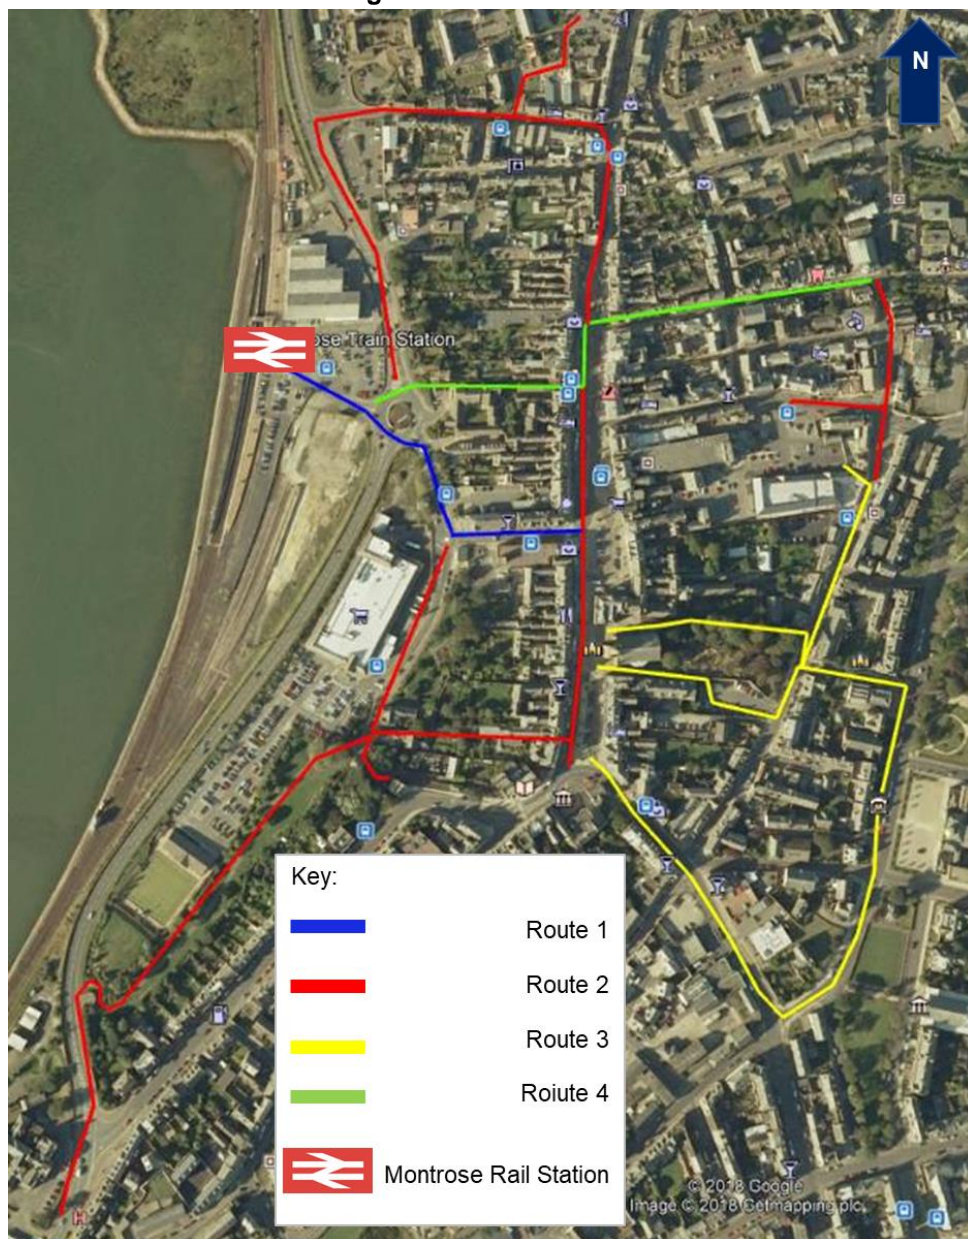 N
ose Train Station
Key:
Route 1
Route 2
Route 3
Roiute 4
Montrose Rail Station
H
© 2018 Google
Image © 2018 Getmapping plc